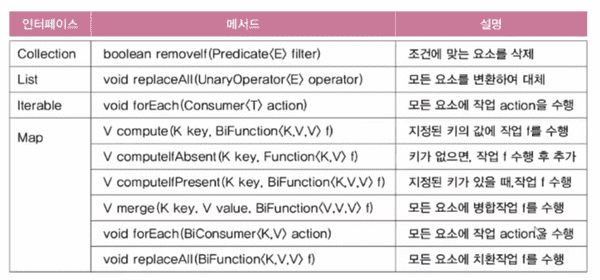 인터페이스 메서드 설명
Collection boolean removeIf(Predicate<E> filter) 조건에 맞는 요소를 삭제
List void replaceAll(UnaryOperator<E> operator) 모든 요소를 변환하여 대체
Iterable void forEach(Consumer<T> action) 모든 요소에 작업 action을 수행
Map V compute(K key, BiFunction<K,V,V> f) 지정된 키의 값에 작업 f를 수행
V computeIfAbsent(K key, Function<K,V> f) 키가 없으면, 작업 f 수행 후 추가
V computeIfPresent(K key, BiFunction<K,V,V> f) 지정된 키가 있을 때, 작업 f 수행
V merge(K key, V value, BiFunction<V,V,V> f) 모든 요소에 병합작업 f를 수행
void forEach(BiConsumer<K,V> action) 모든 요소에 작업 action을 수행
void replaceAll(BiFunction<K,V,V> f) 모든 요소에 치환작업 f를 수행